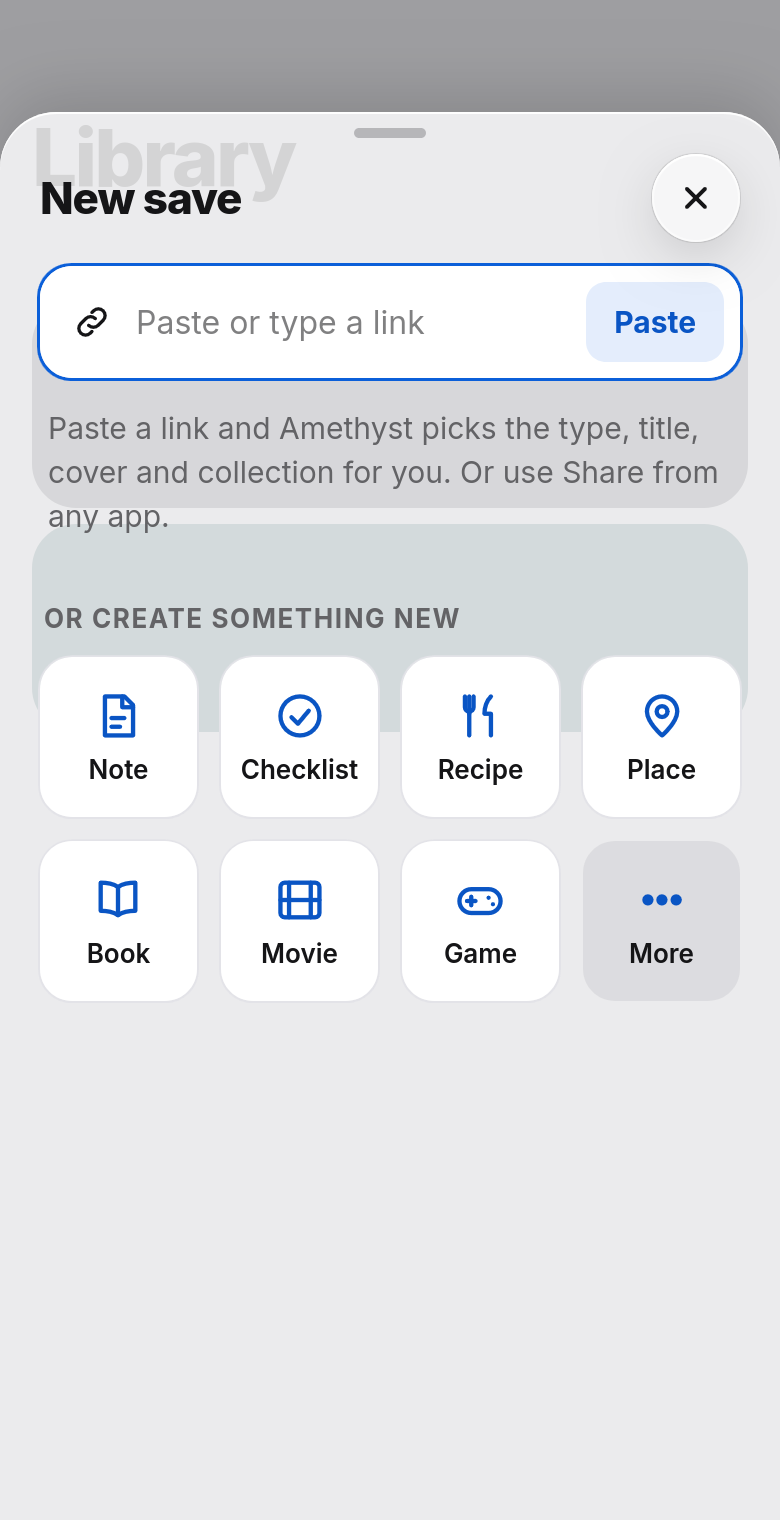 Library
New save
Paste or type a link
Paste
Paste a link and Amethyst picks the type, title,
cover and collection for you. Or use Share from
any app.
OR CREATE SOMETHING NEW
Note
Checklist
Recipe
Place
Book
Movie
Game
More